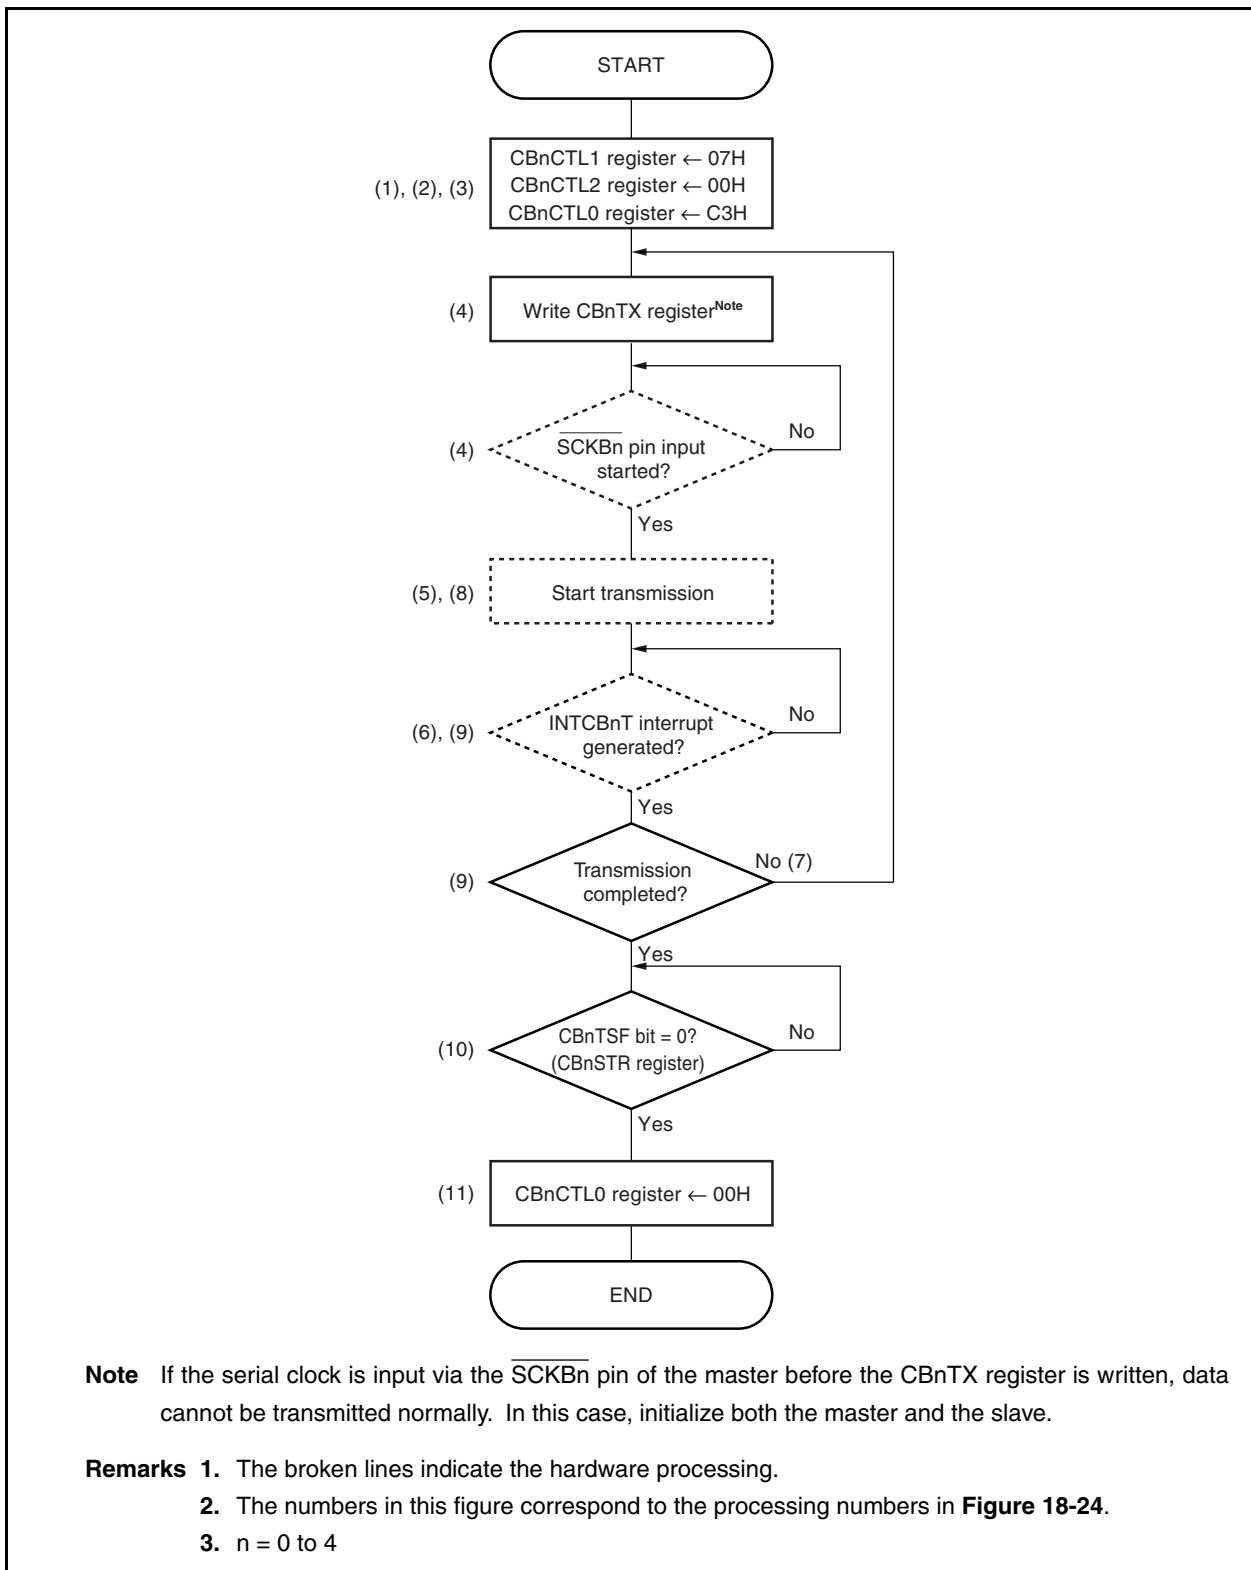 START
(1), (2), (3)
CBnCTL1 register ← 07H
CBnCTL2 register ← 00H
CBnCTL0 register ← C3H
(4)
Write CBnTX registerNote
(4)
SCKBn pin input
started?
No
Yes
(5), (8)
Start transmission
(6), (9)
INTCBnT interrupt
generated?
No
Yes
(9)
Transmission
completed?
No (7)
Yes
(10)
CBnTSF bit = 0?
(CBnSTR register)
No
Yes
(11)
CBnCTL0 register ← 00H
END
Note If the serial clock is input via the SCKBn pin of the master before the CBnTX register is written, data
cannot be transmitted normally. In this case, initialize both the master and the slave.
Remarks 1. The broken lines indicate the hardware processing.
2. The numbers in this figure correspond to the processing numbers in Figure 18-24.
3. n = 0 to 4